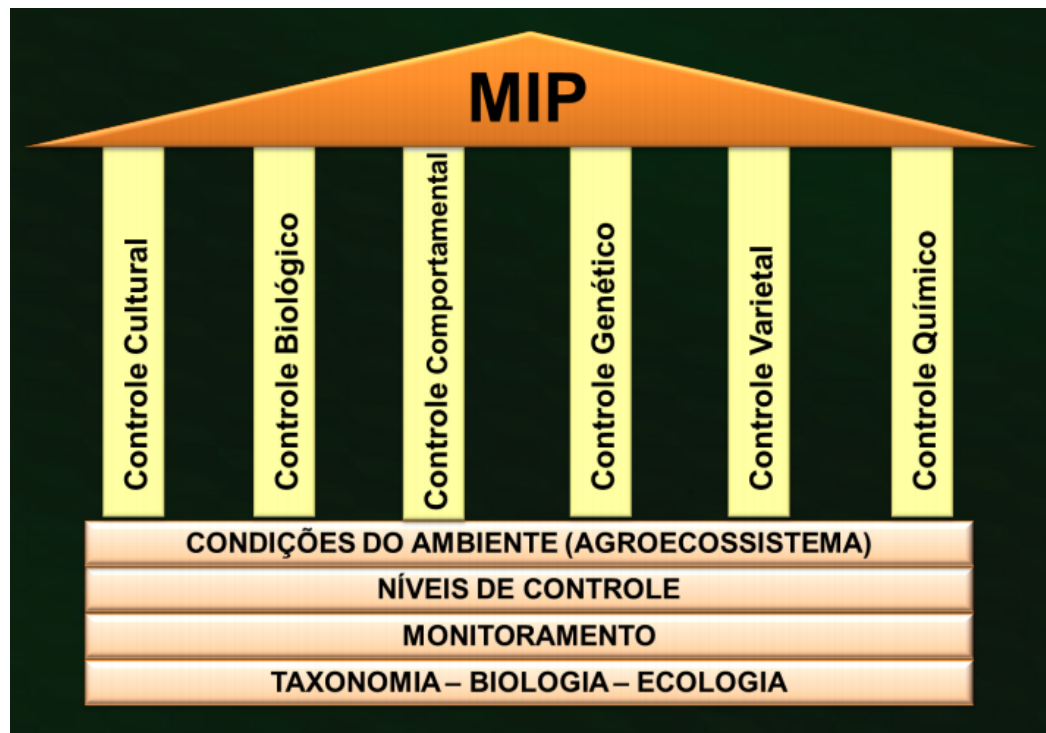 MIP
Controle Cultural
Controle Biológico
Controle Comportamental
Controle Genético
Controle Varietal
Controle Químico
CONDIÇÕES DO AMBIENTE (AGROECOSSISTEMA)
NÍVEIS DE CONTROLE
MONITORAMENTO
TAXONOMIA – BIOLOGIA – ECOLOGIA